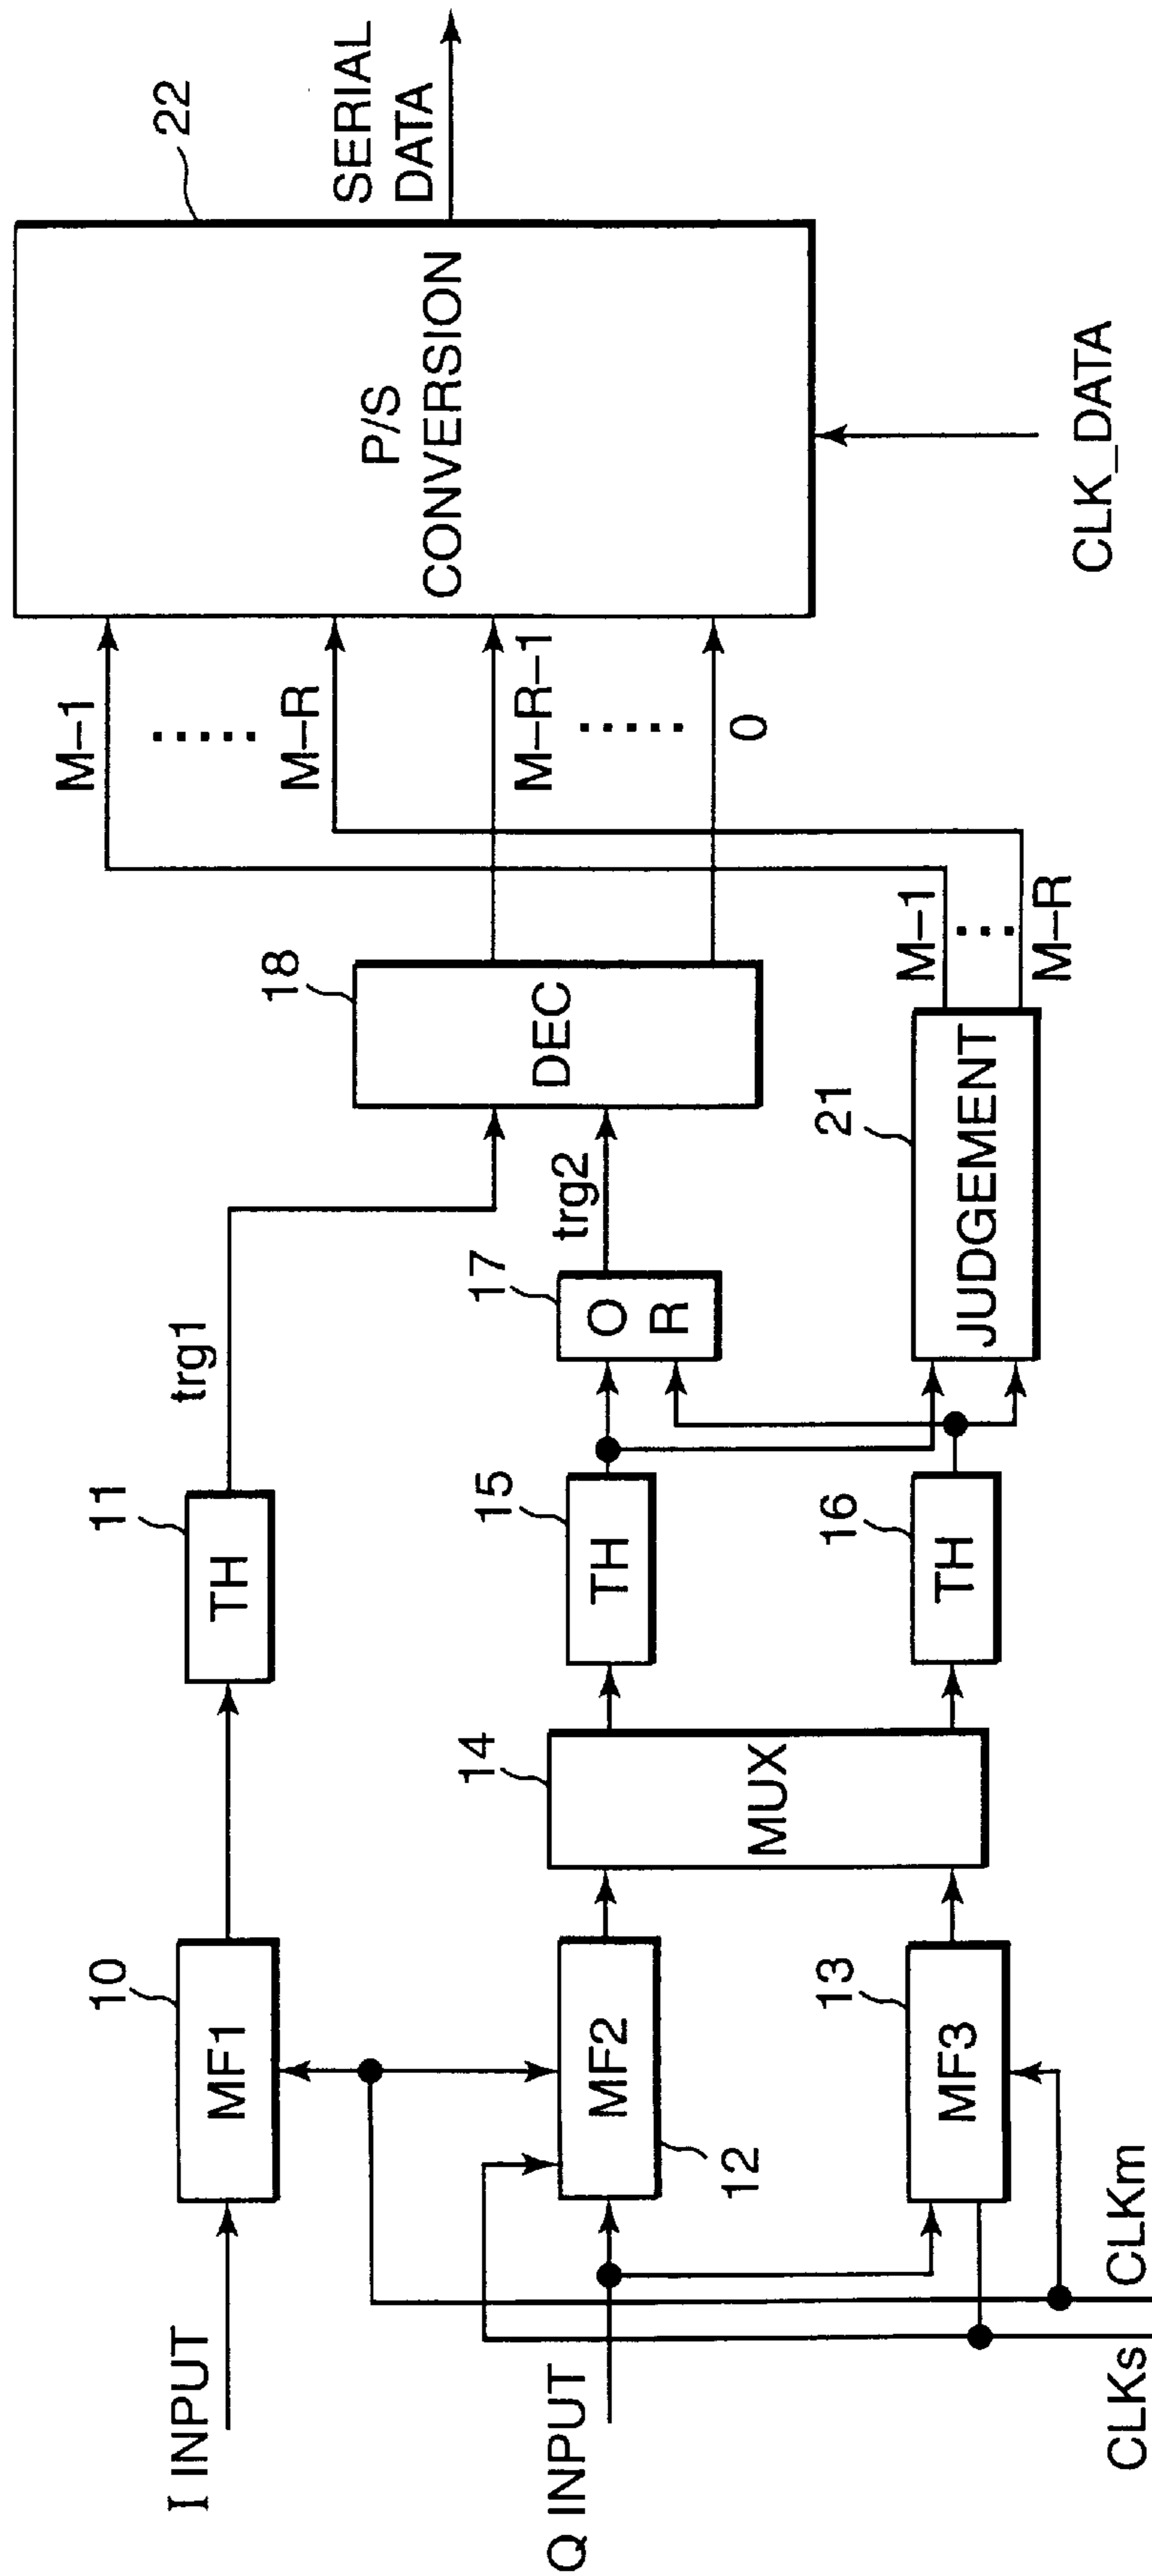 I INPUT
10
MF1
11
TH
trg1
Q INPUT
12
MF2
13
MF3
CLKs
CLKm
14
MUX
15
TH
16
TH
17
O
R
trg2
18
DEC
21
JUDGEMENT
M–1
M–R
M–1
M–R
M–R–1
0
22
P/S
CONVERSION
CLK_DATA
SERIAL
DATA